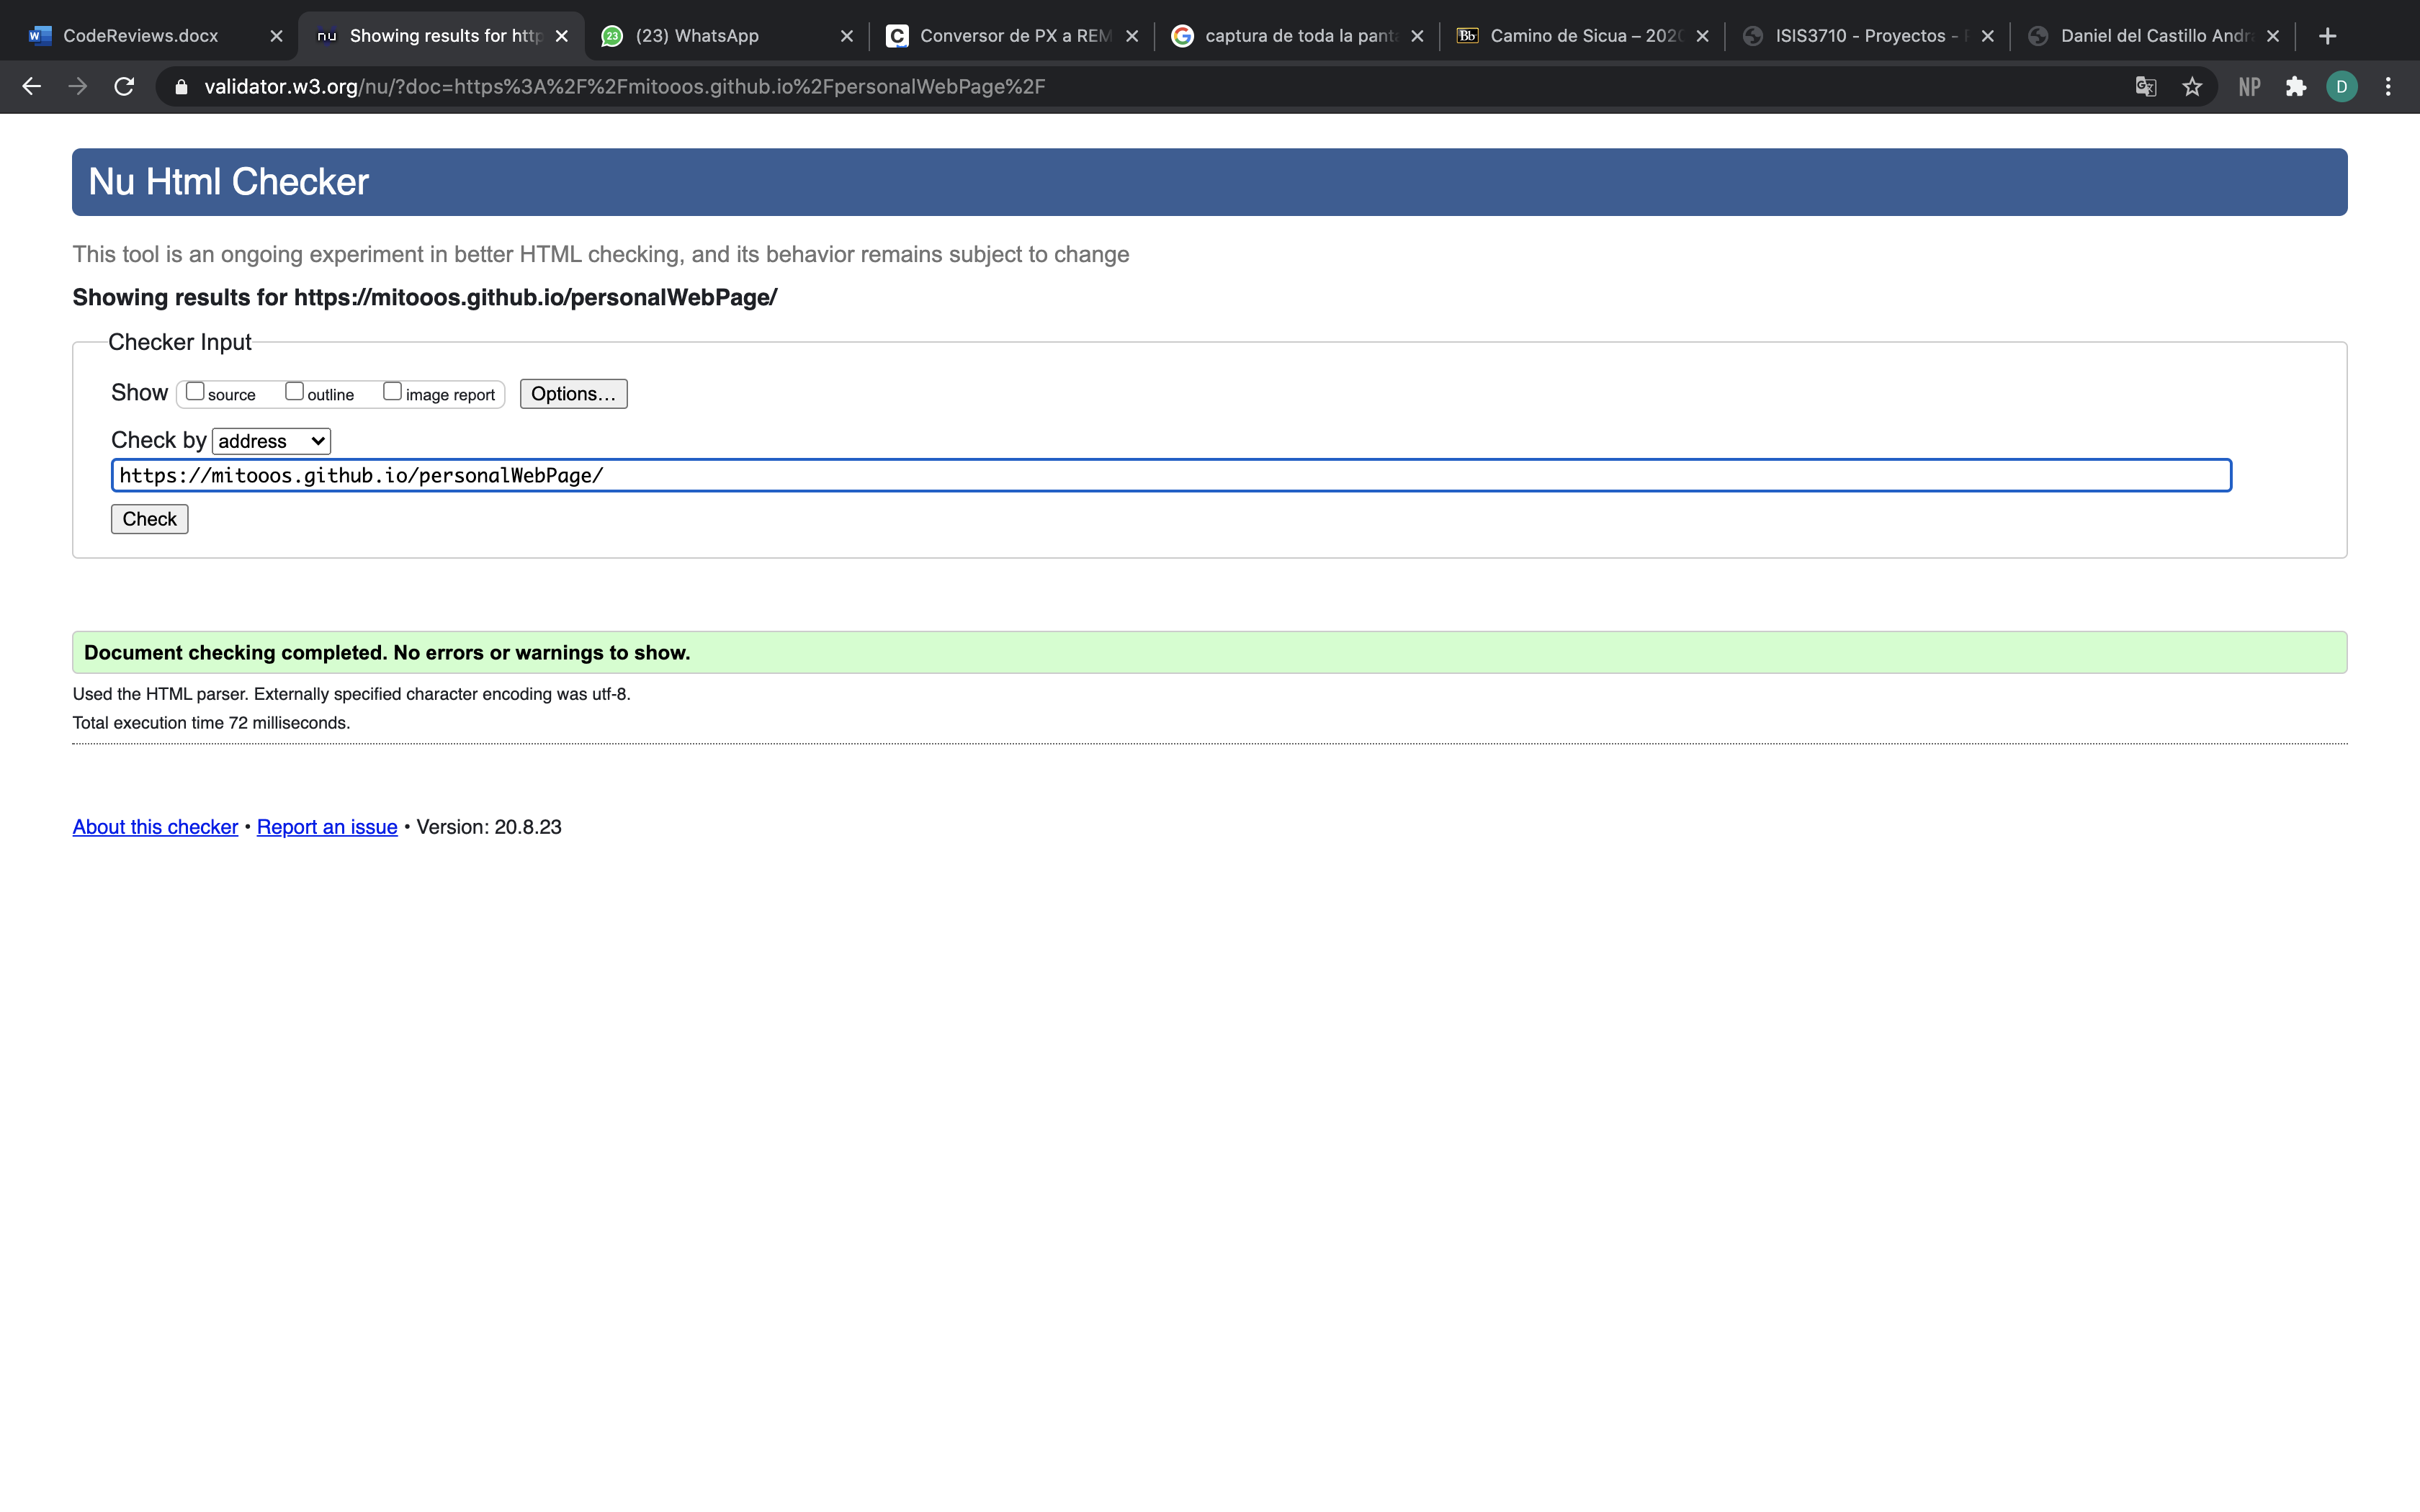 CodeReviews.docx
nu Showing results for http
23 (23) WhatsApp
C Conversor de PX a REM
G captura de toda la panta
Bb Camino de Sicua – 202
ISIS3710 - Proyectos -
Daniel del Castillo Andr
validator.w3.org/nu/?doc=https%3A%2F%2Fmitooos.github.io%2FpersonalWebPage%2F
NP
D
Nu Html Checker
This tool is an ongoing experiment in better HTML checking, and its behavior remains subject to change
Showing results for https://mitooos.github.io/personalWebPage/
Checker Input
Show source outline image report Options...
Check by address
https://mitooos.github.io/personalWebPage/
Check
Document checking completed. No errors or warnings to show.
Used the HTML parser. Externally specified character encoding was utf-8.
Total execution time 72 milliseconds.
About this checker • Report an issue • Version: 20.8.23